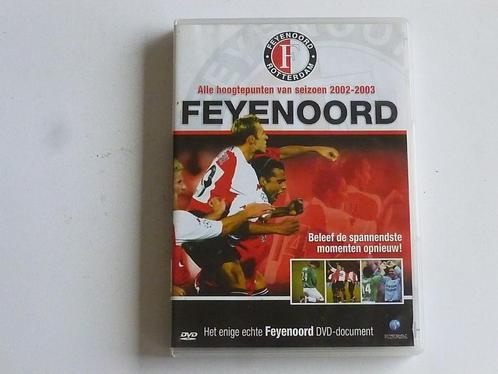 FEYENOORD
ROTTERDAM
Alle hoogtepunten van seizoen 2002-2003
FEYENOORD
Beleef de spannendste
momenten opnieuw!
DVD
Het enige echte Feyenoord DVD-document